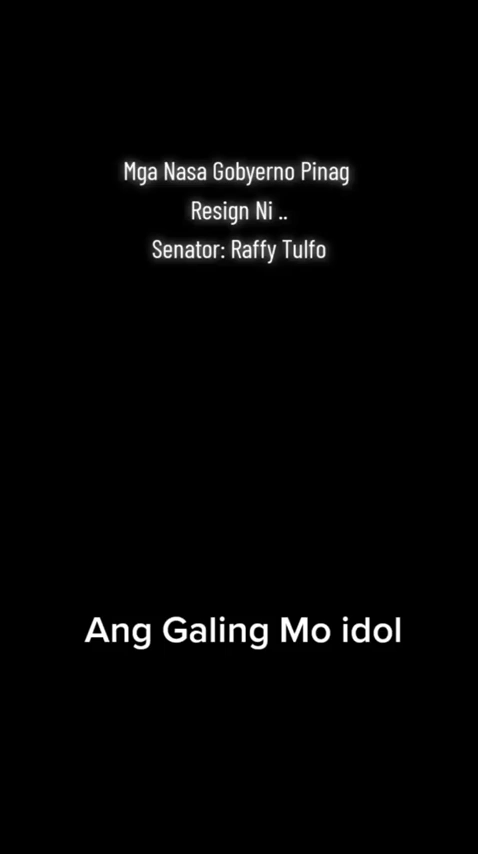 Mga Nasa Gobyerno Pinag
Resign Ni ..
Senator: Raffy Tulfo
Ang Galing Mo idol